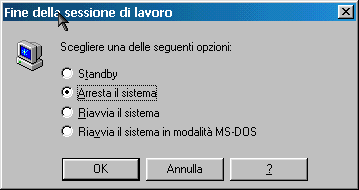 Fine della sessione di lavoro
Scegliere una delle seguenti opzioni:
Standby
Arresta il sistema
Riavvia il sistema
Riavvia il sistema in modalità MS-DOS
OK
Annulla
?